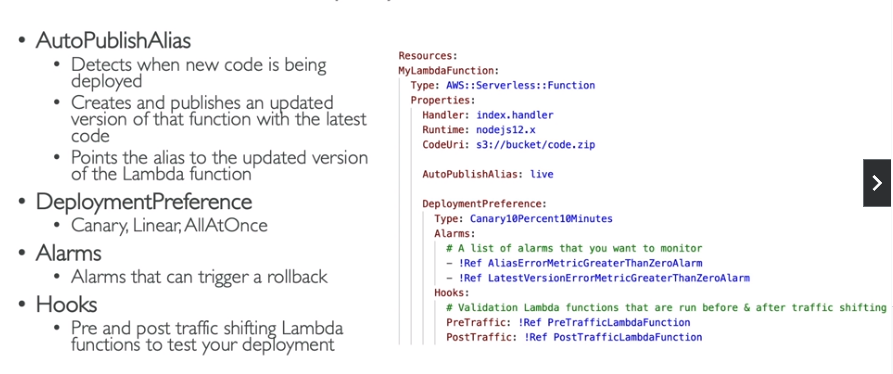 • AutoPublishAlias
• Detects when new code is being
deployed
• Creates and publishes an updated
version of that function with the latest
code
• Points the alias to the updated version
of the Lambda function
• DeploymentPreference
• Canary, Linear, AllAtOnce
• Alarms
• Alarms that can trigger a rollback
• Hooks
• Pre and post traffic shifting Lambda
functions to test your deployment
Resources:
MyLambdaFunction:
Type: AWS::Serverless::Function
Properties:
Handler: index.handler
Runtime: nodejs12.x
CodeUri: s3://bucket/code.zip
AutoPublishAlias: live
DeploymentPreference:
Type: Canary10Percent10Minutes
Alarms:
# A list of alarms that you want to monitor
- !Ref AliasErrorMetricGreaterThanZeroAlarm
- !Ref LatestVersionErrorMetricGreaterThanZeroAlarm
Hooks:
# Validation Lambda functions that are run before & after traffic shifting
PreTraffic: !Ref PreTrafficLambdaFunction
PostTraffic: !Ref PostTrafficLambdaFunction